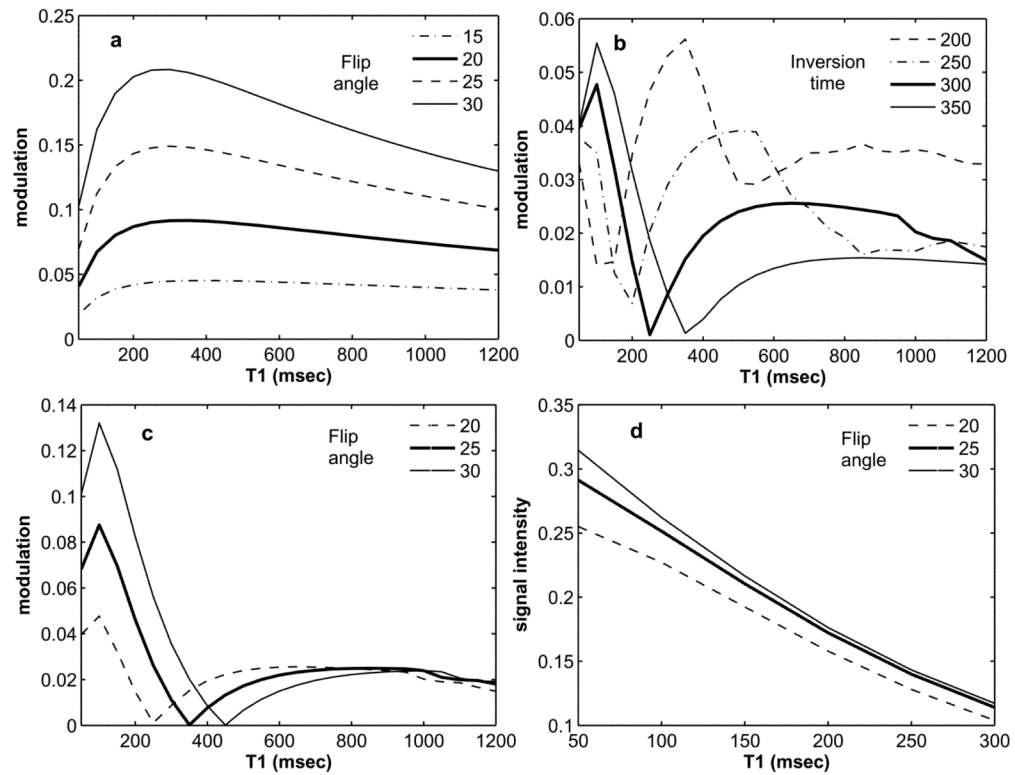 a
Flip
angle
15
20
25
30
modulation
0.25
0.2
0.15
0.1
0.05
0
200 400 600 800 1000 1200
T1 (msec)
b
Inversion
time
200
250
300
350
modulation
0.06
0.05
0.04
0.03
0.02
0.01
0
200 400 600 800 1000 1200
T1 (msec)
c
Flip
angle
20
25
30
modulation
0.14
0.12
0.1
0.08
0.06
0.04
0.02
0
200 400 600 800 1000 1200
T1 (msec)
d
Flip
angle
20
25
30
signal intensity
0.35
0.3
0.25
0.2
0.15
0.1
50 100 150 200 250 300
T1 (msec)